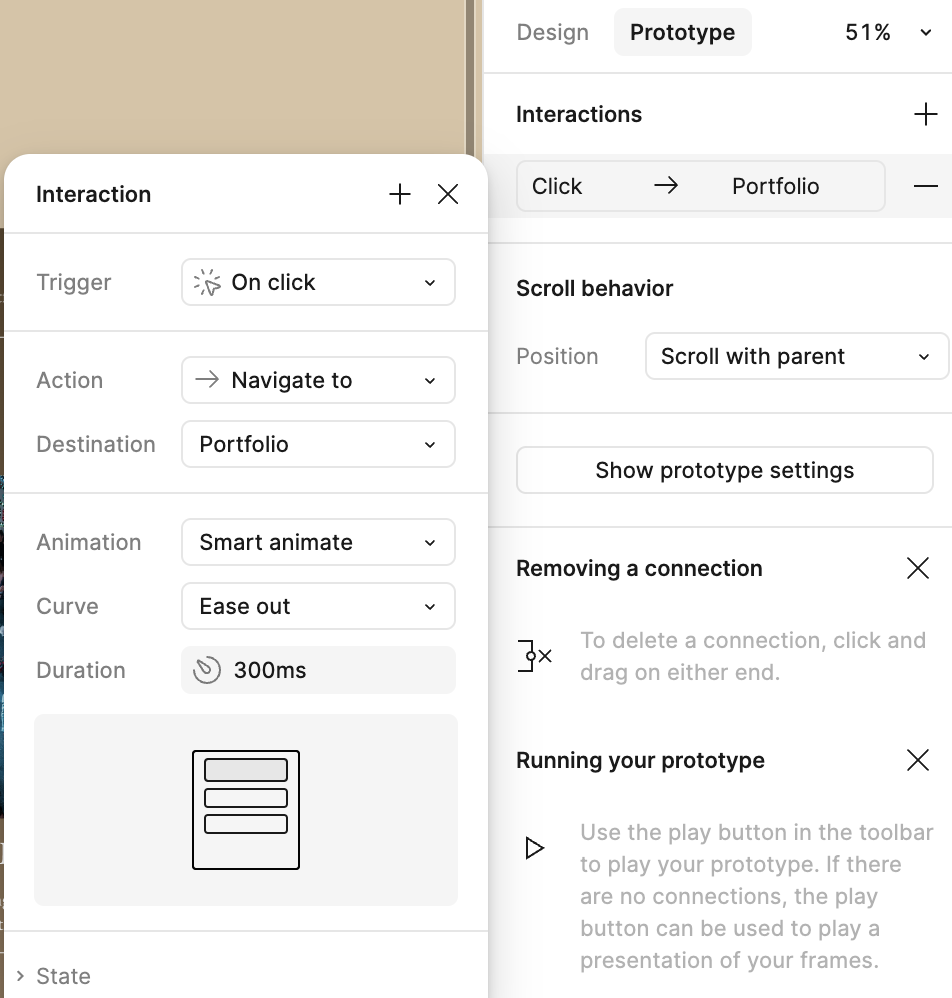 Design
Prototype
51%
Interactions
Click
Portfolio
Scroll behavior
Position
Scroll with parent
Show prototype settings
Removing a connection
To delete a connection, click and
drag on either end.
Running your prototype
Use the play button in the toolbar
to play your prototype. If there
are no connections, the play
button can be used to play a
presentation of your frames.
Interaction
Trigger
On click
Action
Navigate to
Destination
Portfolio
Animation
Smart animate
Curve
Ease out
Duration
300ms
State